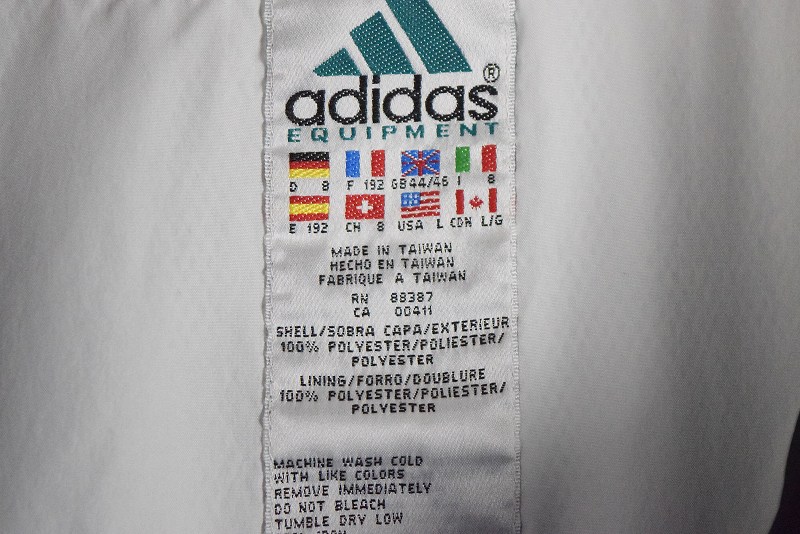 adidas®
EQUIPMENT
D 8 F 192 GB 44/46 I 8
E 192 CH 8 USA L CDN L/G
MADE IN TAIWAN
HECHO EN TAIWAN
FABRIQUE A TAIWAN
RN 88387
CA 00411
SHELL/SOBRA CAPA/EXTERIEUR
100% POLYESTER/POLIESTER/
POLYESTER
LINING/FORRO/DOUBLURE
100% POLYESTER/POLIESTER/
POLYESTER
MACHINE WASH COLD
WITH LIKE COLORS
REMOVE IMMEDIATELY
DO NOT BLEACH
TUMBLE DRY LOW